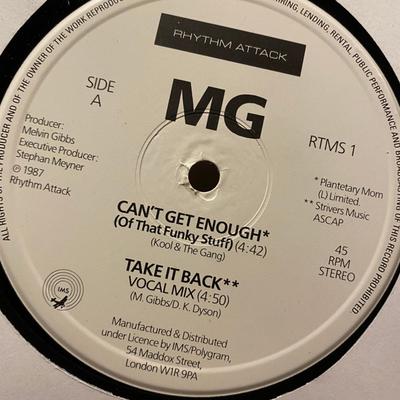 ALL RIGHTS OF THE PRODUCER AND OF THE OWNER OF THE WORK REPRODUC
HIRING, LENDING, RENTAL, PUBLIC PERFORMANCE AND BROADCASTING OF THIS RECORD PROHIBITED
RHYTHM ATTACK
SIDE
A
MG
RTMS 1
Producer:
Melvin Gibbs
Executive Producer:
Stephan Meyner
℗ 1987
Rhythm Attack
* Plantetary Mom
(L) Limited.
** Strivers Music
ASCAP
CAN'T GET ENOUGH*
(Of That Funky Stuff) (4:42)
(Kool & The Gang)
45
RPM
STEREO
TAKE IT BACK**
VOCAL MIX (4:50)
(M. Gibbs/D. K. Dyson)
IMS
Manufactured & Distributed
under Licence by IMS/Polygram,
54 Maddox Street,
London W1R 9PA